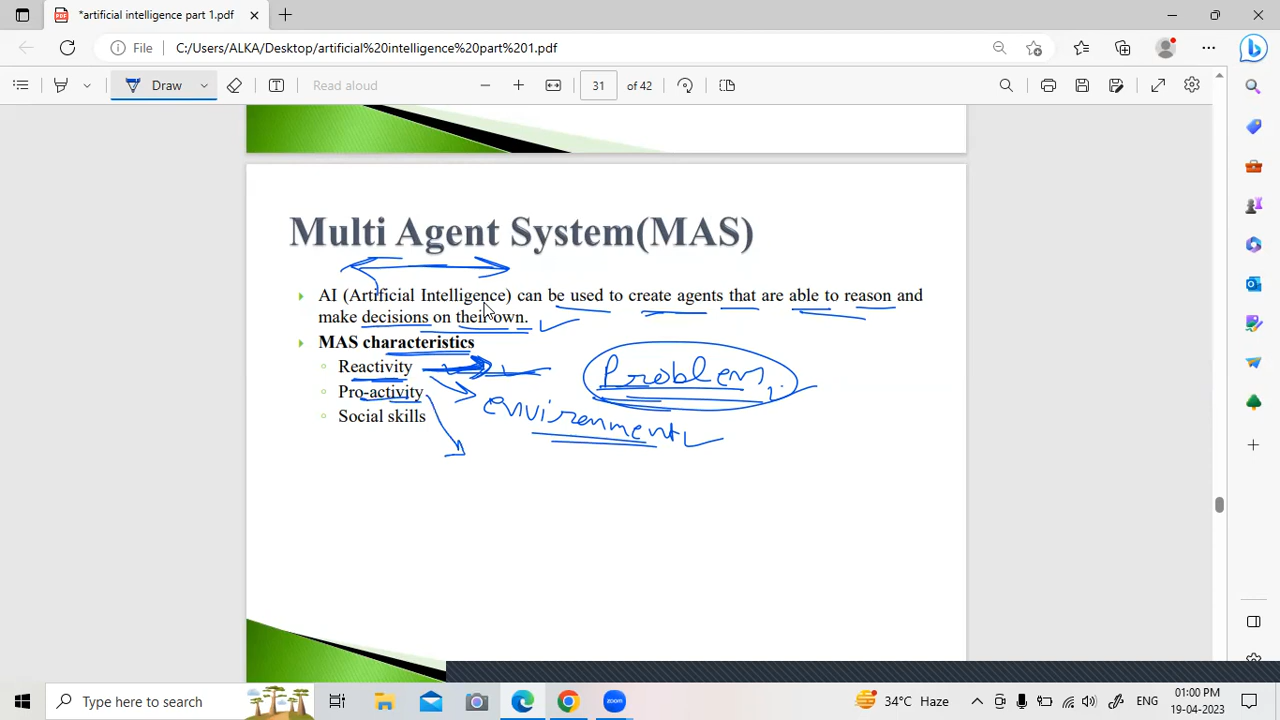 *artificial intelligence part 1.pdf
File C:/Users/ALKA/Desktop/artificial%20intelligence%20part%201.pdf
Draw Read aloud 31 of 42
Multi Agent System(MAS)
AI (Artificial Intelligence) can be used to create agents that are able to reason and
make decisions on their own.
MAS characteristics
Reactivity
Problem
Pro-activity
environment
Social skills
Type here to search
34°C Haze
ENG
01:00 PM
19-04-2023
zoom